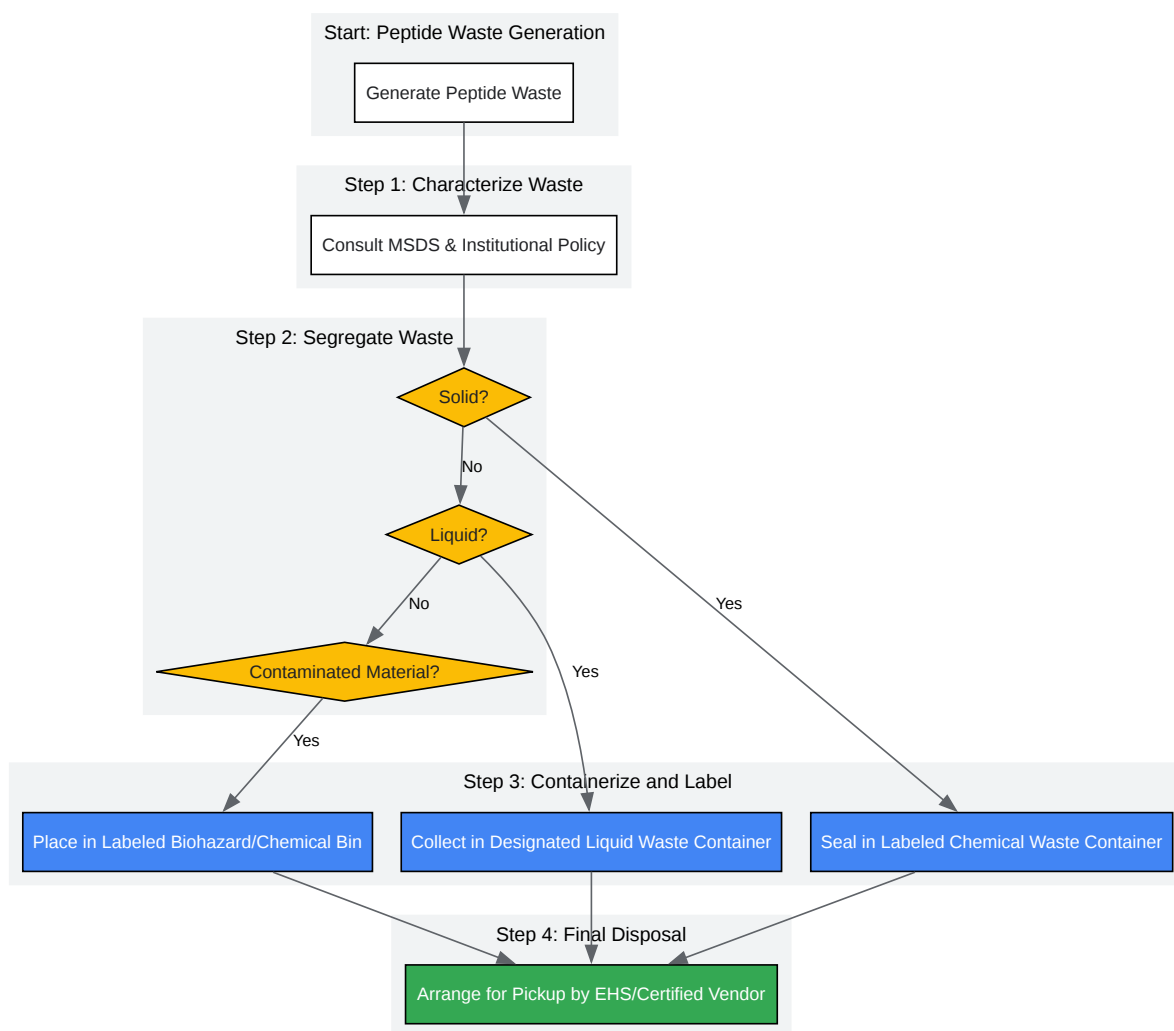 Start: Peptide Waste Generation
Generate Peptide Waste
Step 1: Characterize Waste
Consult MSDS & Institutional Policy
Step 2: Segregate Waste
Solid?
No
Liquid?
No
Yes
Contaminated Material?
Yes
Yes
Step 3: Containerize and Label
Place in Labeled Biohazard/Chemical Bin
Collect in Designated Liquid Waste Container
Seal in Labeled Chemical Waste Container
Step 4: Final Disposal
Arrange for Pickup by EHS/Certified Vendor